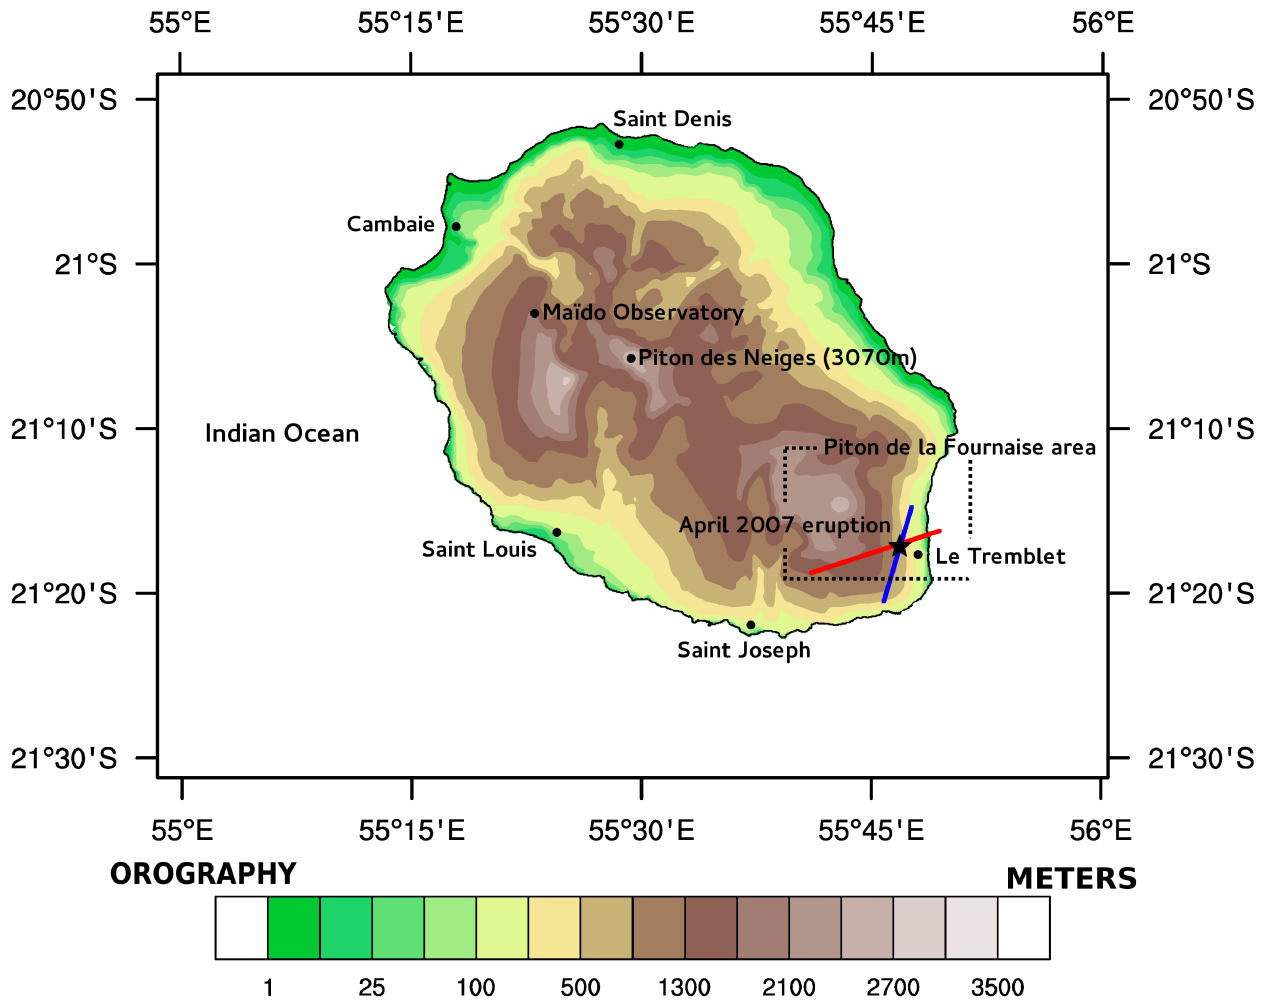 55°E 55°15'E 55°30'E 55°45'E 56°E
20°50'S 20°50'S
Saint Denis
Cambaie
21°S 21°S
Maïdo Observatory
Piton des Neiges (3070m)
Indian Ocean
21°10'S 21°10'S
Piton de la Fournaise area
April 2007 eruption
Saint Louis
Le Tremblet
21°20'S 21°20'S
Saint Joseph
21°30'S 21°30'S
55°E 55°15'E 55°30'E 55°45'E 56°E
OROGRAPHY METERS
1 25 100 500 1300 2100 2700 3500